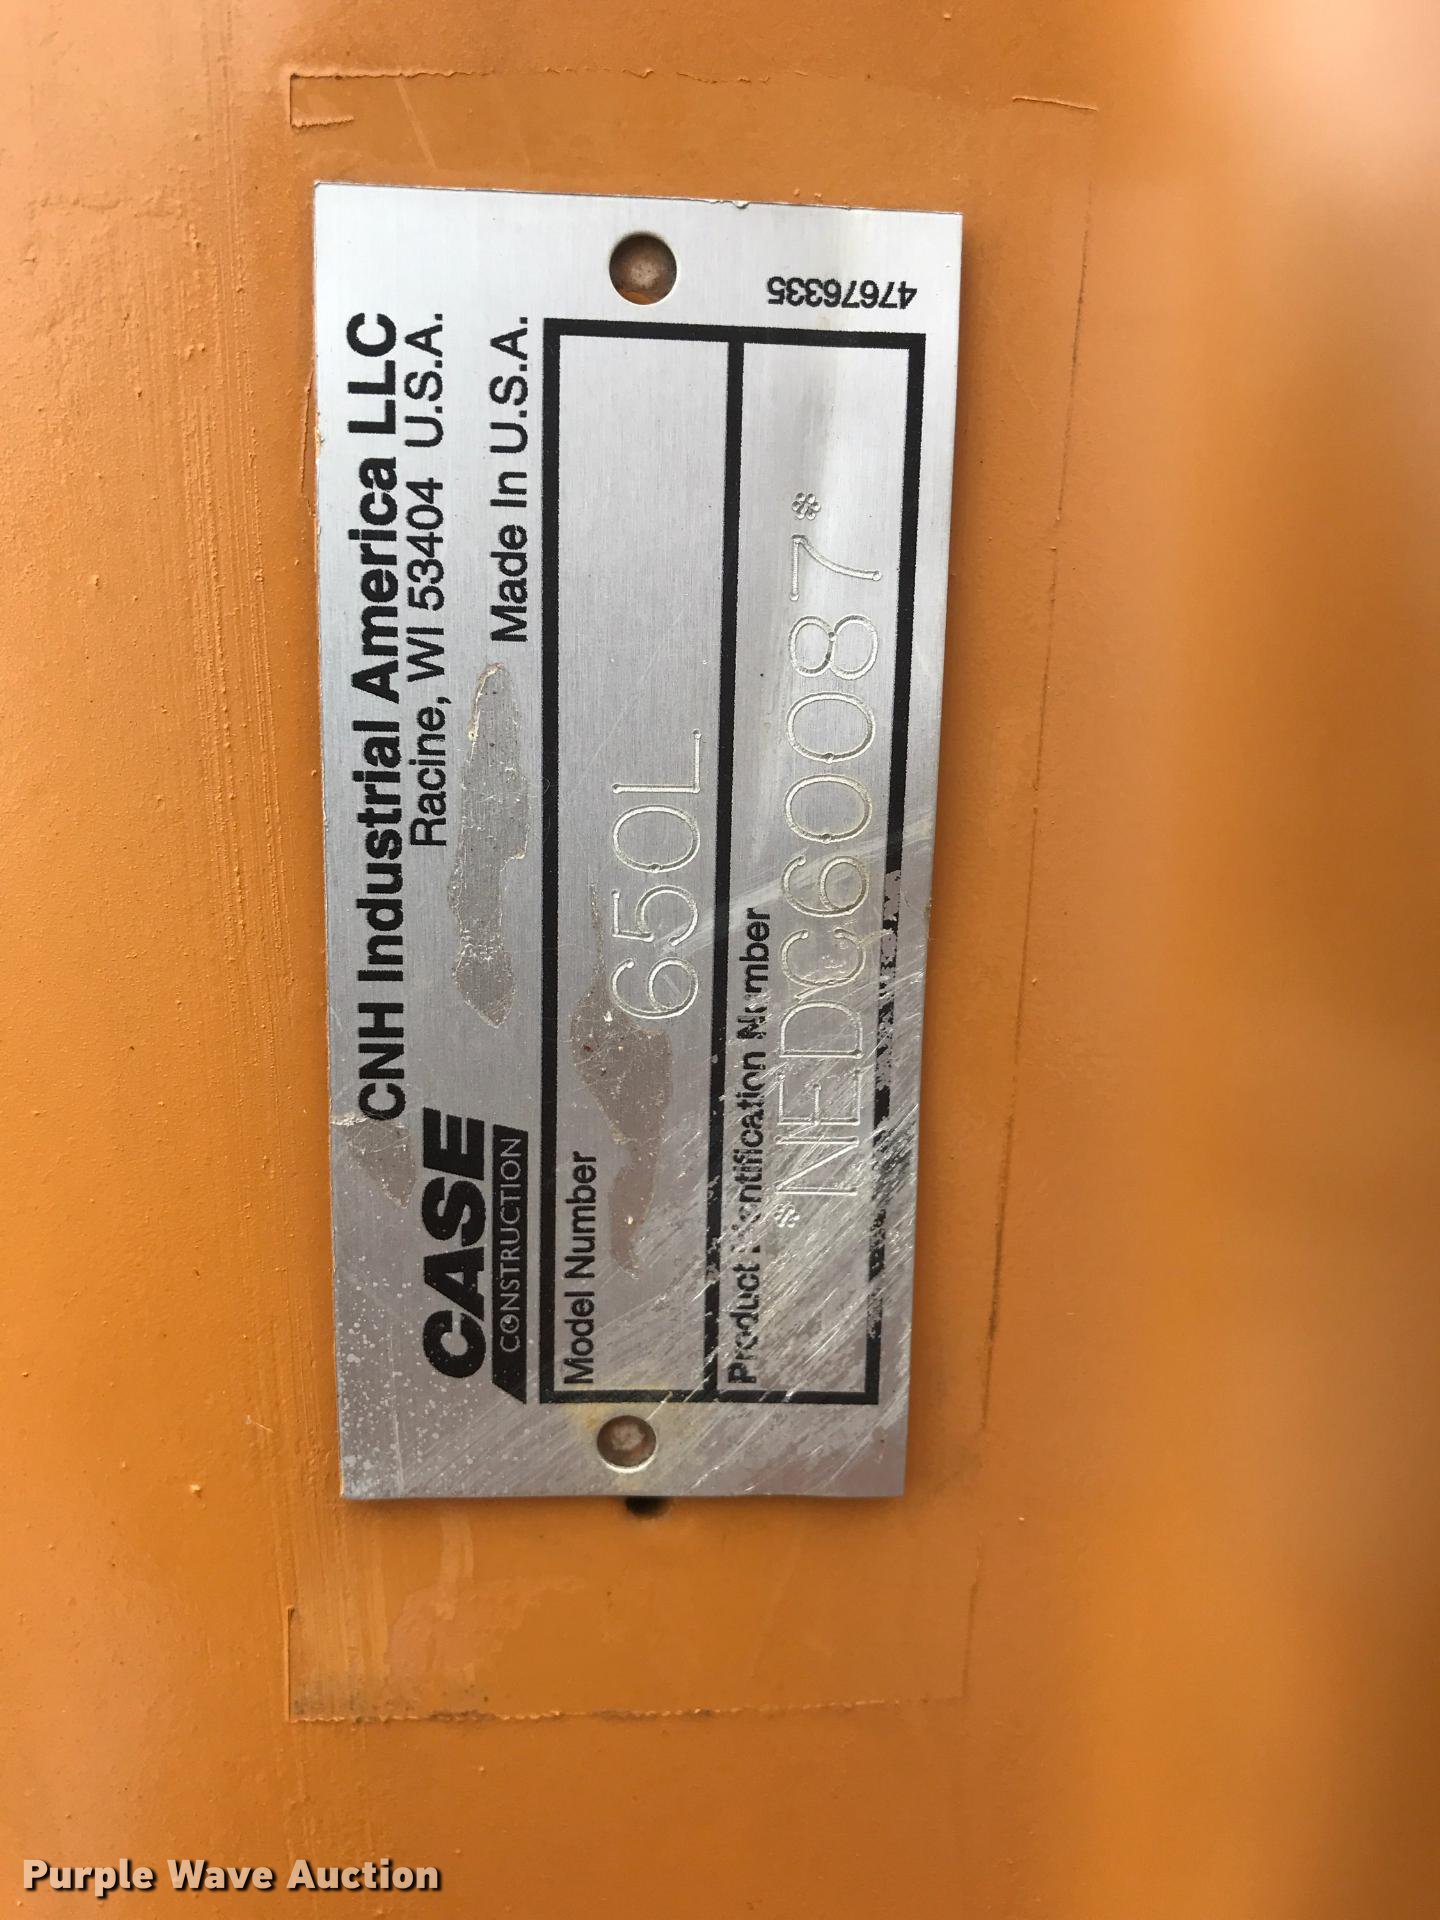 CNH Industrial America LLC
Racine, WI 53404 U.S.A.
CASE
CONSTRUCTION
Made In U.S.A.
Model Number
650L
Product Identification Number
*NEDC60087*
47676335
Purple Wave Auction